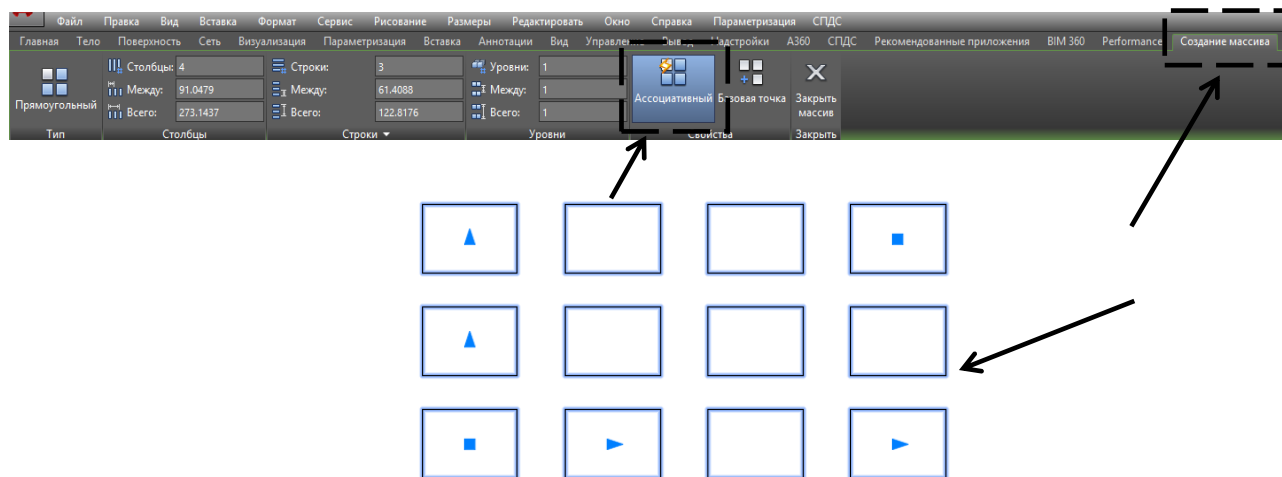 Файл Правка Вид Вставка Формат Сервис Рисование Размеры Редактировать Окно Справка Параметризация СПДС
Главная Тело Поверхность Сеть Визуализация Параметризация Вставка Аннотации Вид Управление Вывод Надстройки A360 СПДС Рекомендованные приложения BIM 360 Performance Создание массива
Столбцы: 4 Строки: 3 Уровни: 1
Между: 91.0479 Между: 61.4088 Между: 1
Прямоугольный Ассоциативный Базовая точка Закрыть массив
Всего: 273.1437 Всего: 122.8176 Всего: 1
Тип Столбцы Строки Уровни Свойства Закрыть